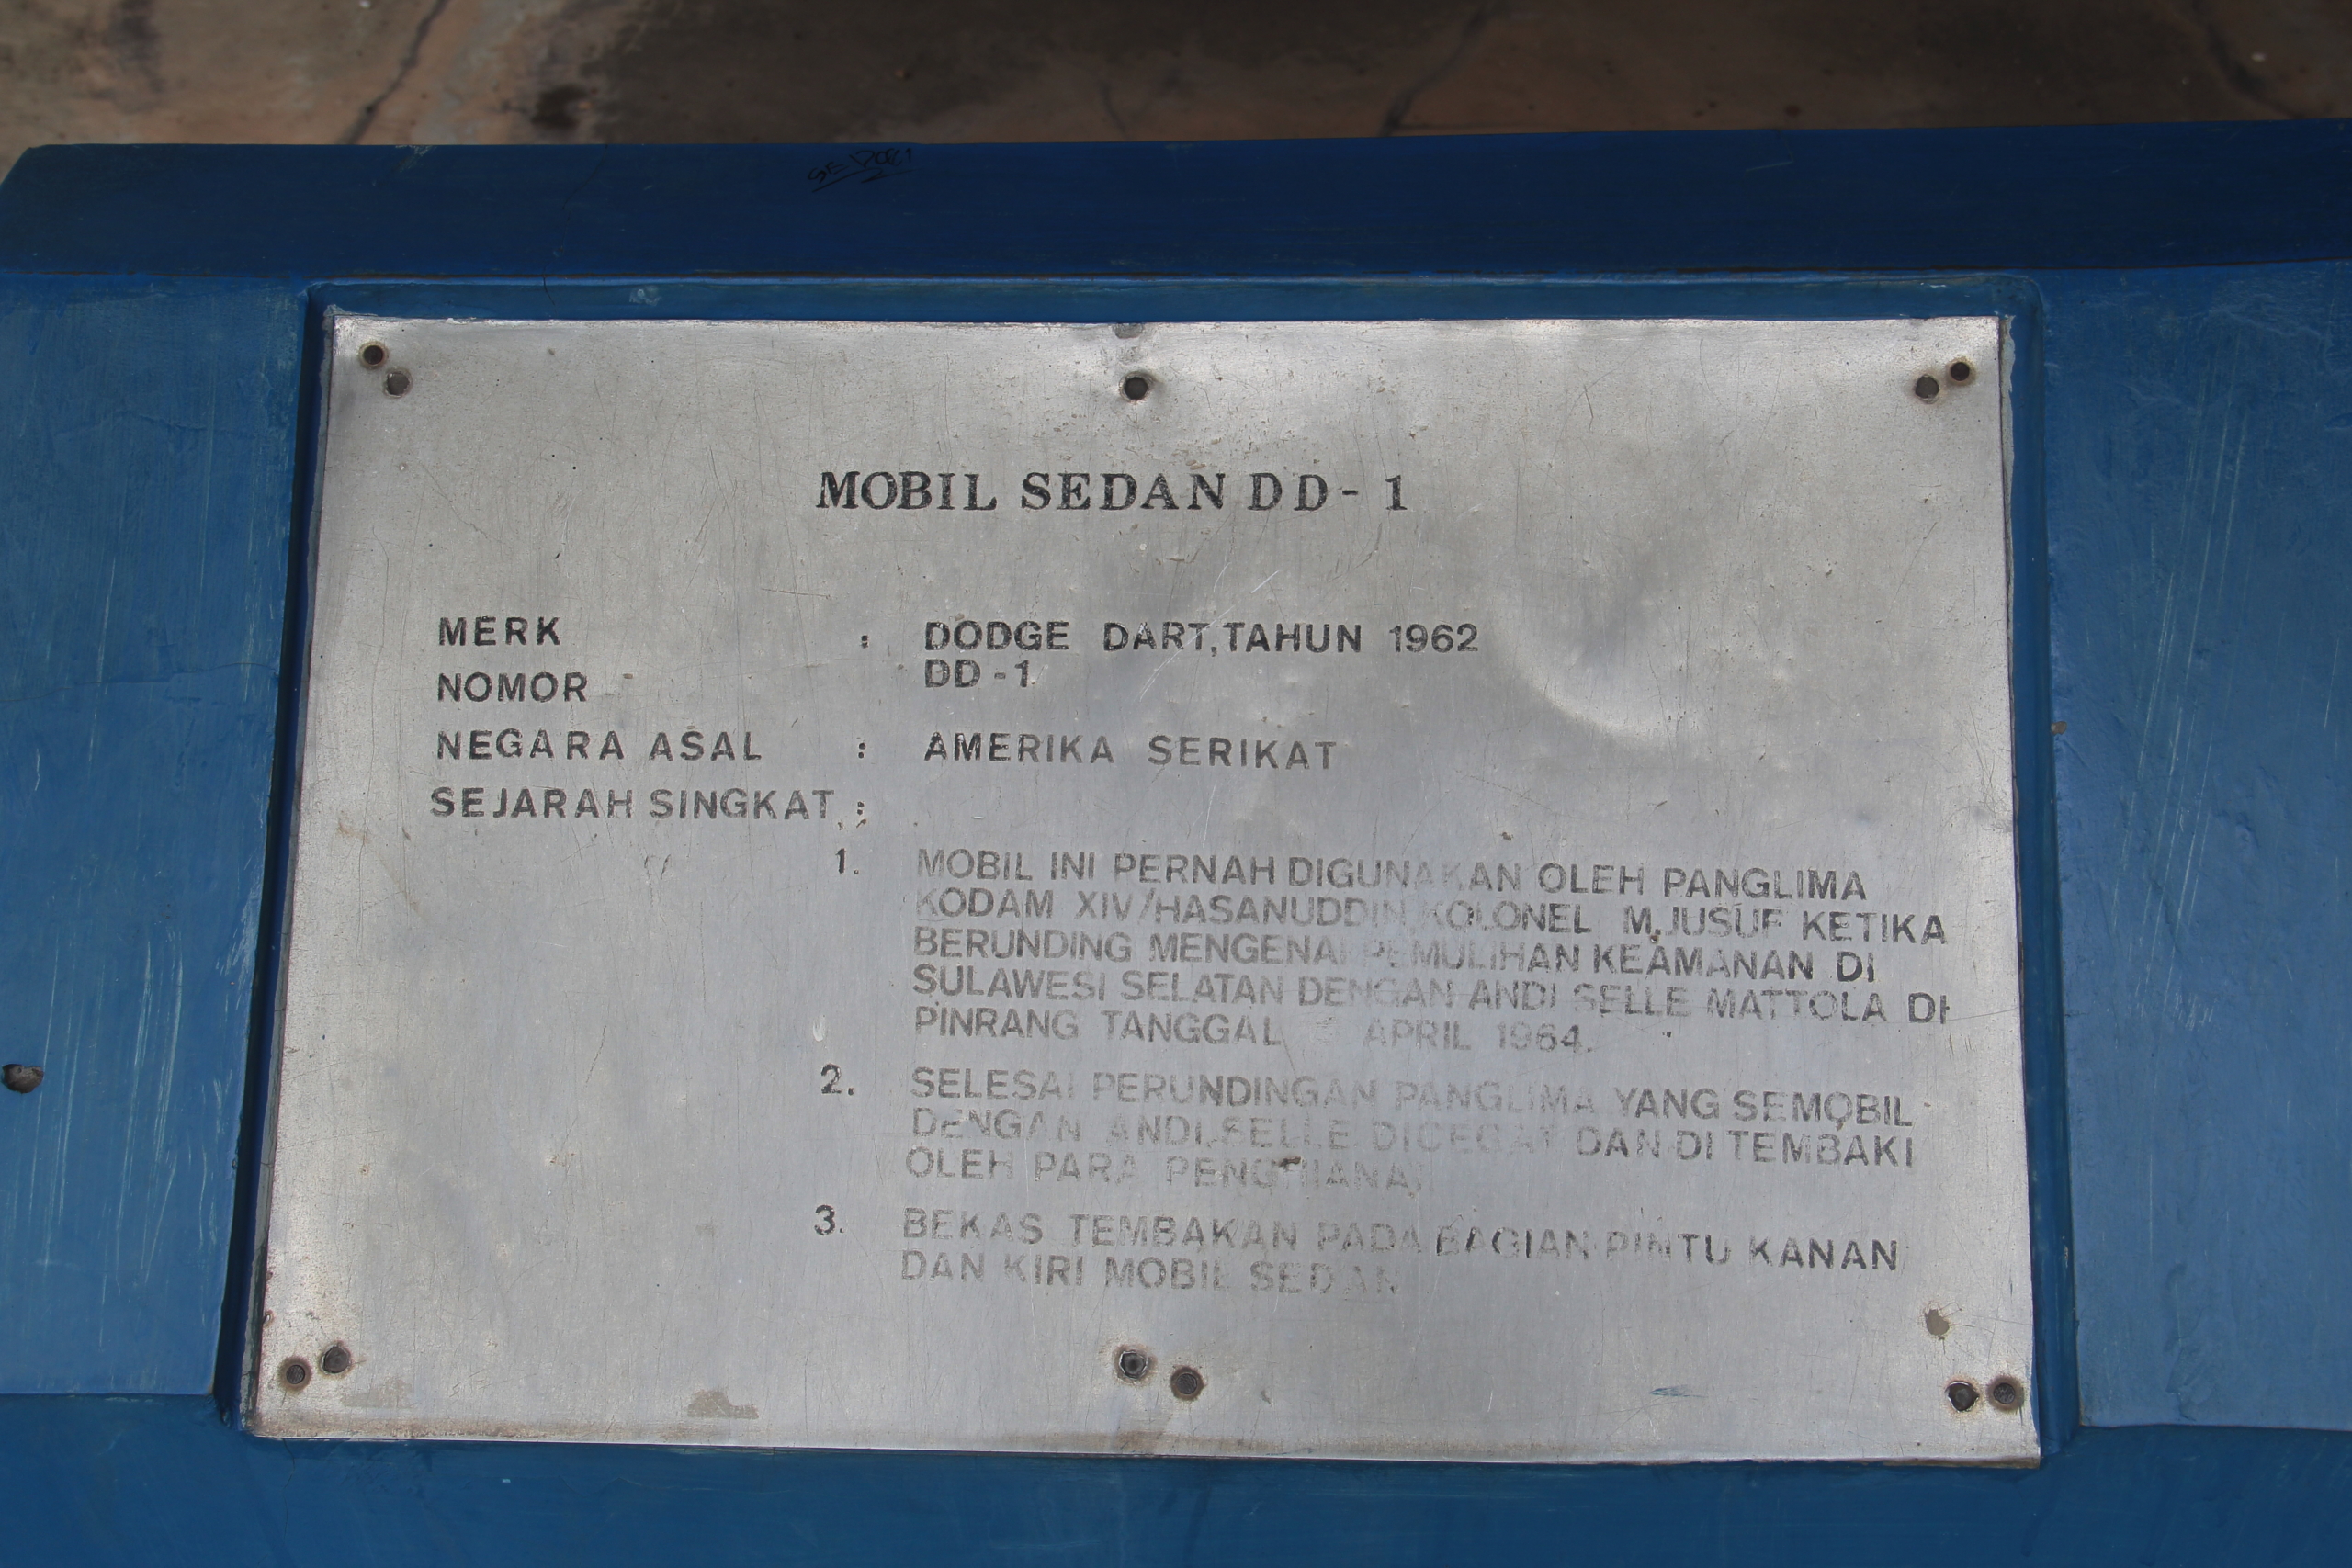 MOBIL SEDAN DD-1
MERK : DODGE DART, TAHUN 1962
NOMOR DD-1
NEGARA ASAL : AMERIKA SERIKAT
SEJARAH SINGKAT :
1. MOBIL INI PERNAH DIGUNAKAN OLEH PANGLIMA
KODAM XIV/HASANUDDIN KOLONEL M.JUSUF KETIKA
BERUNDING MENGENAI PEMULIHAN KEAMANAN DI
SULAWESI SELATAN DENGAN ANDI SELLE MATTOLA DI
PINRANG TANGGAL APRIL 1964.
2. SELESAI PERUNDINGAN PANGLIMA YANG SEMOBIL
DENGAN ANDI SELLE DICEGAT DAN DI TEMBAKI
OLEH PARA PENGHIANAT
3. BEKAS TEMBAKAN PADA BAGIAN PINTU KANAN
DAN KIRI MOBIL SEDAN